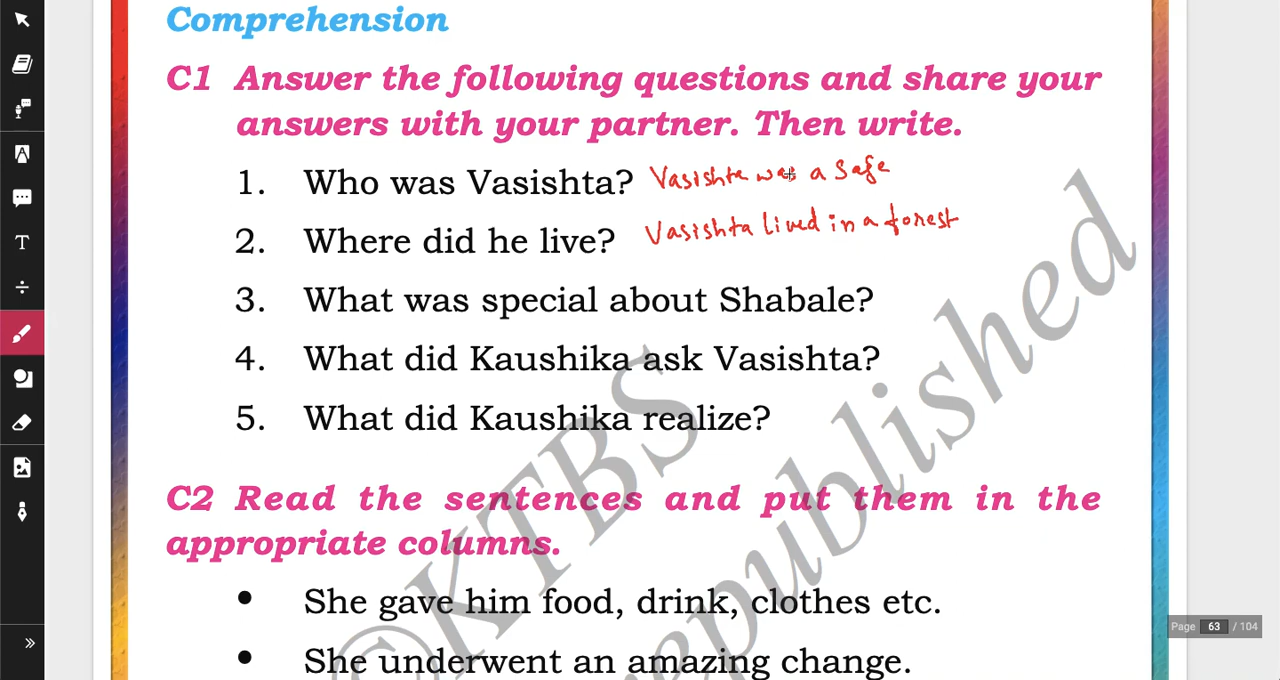 Comprehension
C1 Answer the following questions and share your
answers with your partner. Then write.
1. Who was Vasishta? Vasishta was a Sage
2. Where did he live? Vasishta lived in a forest
3. What was special about Shabale?
4. What did Kaushika ask Vasishta?
5. What did Kaushika realize?
C2 Read the sentences and put them in the
appropriate columns.
• She gave him food, drink, clothes etc.
• She underwent an amazing change.
©KTBS
republished
Page 63 / 104